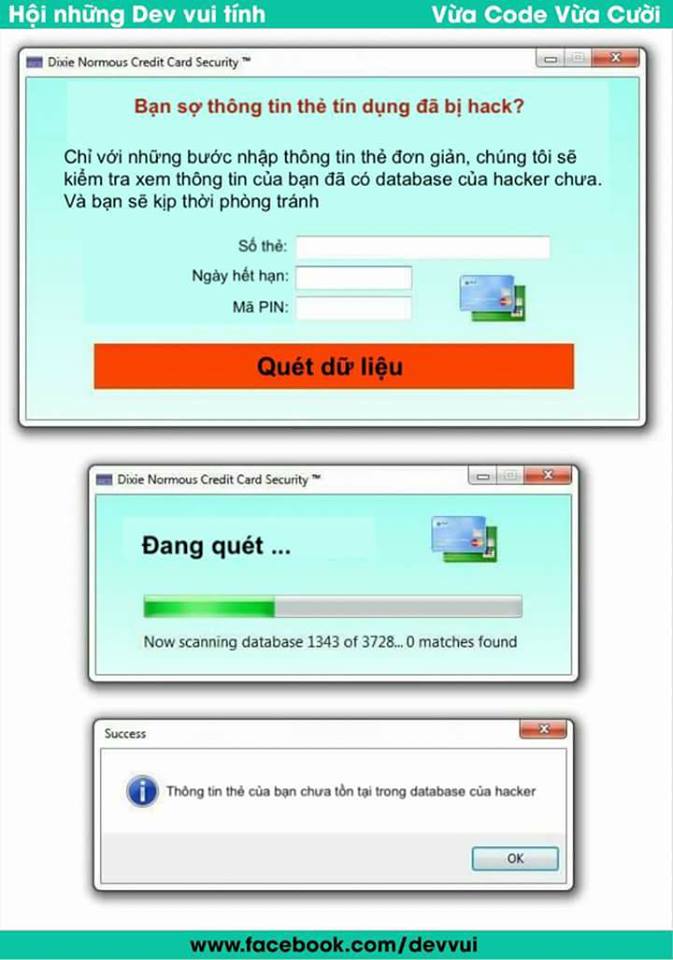 Hội những Dev vui tính
Vừa Code Vừa Cười
Dixie Normous Credit Card Security ™
Bạn sợ thông tin thẻ tín dụng đã bị hack?
Chỉ với những bước nhập thông tin thẻ đơn giản, chúng tôi sẽ
kiểm tra xem thông tin của bạn đã có database của hacker chưa.
Và bạn sẽ kịp thời phòng tránh
Số thẻ:
Ngày hết hạn:
Mã PIN:
Quét dữ liệu
Dixie Normous Credit Card Security ™
Đang quét ...
Now scanning database 1343 of 3728... 0 matches found
Success
Thông tin thẻ của bạn chưa tồn tại trong database của hacker
OK
www.facebook.com/devvui